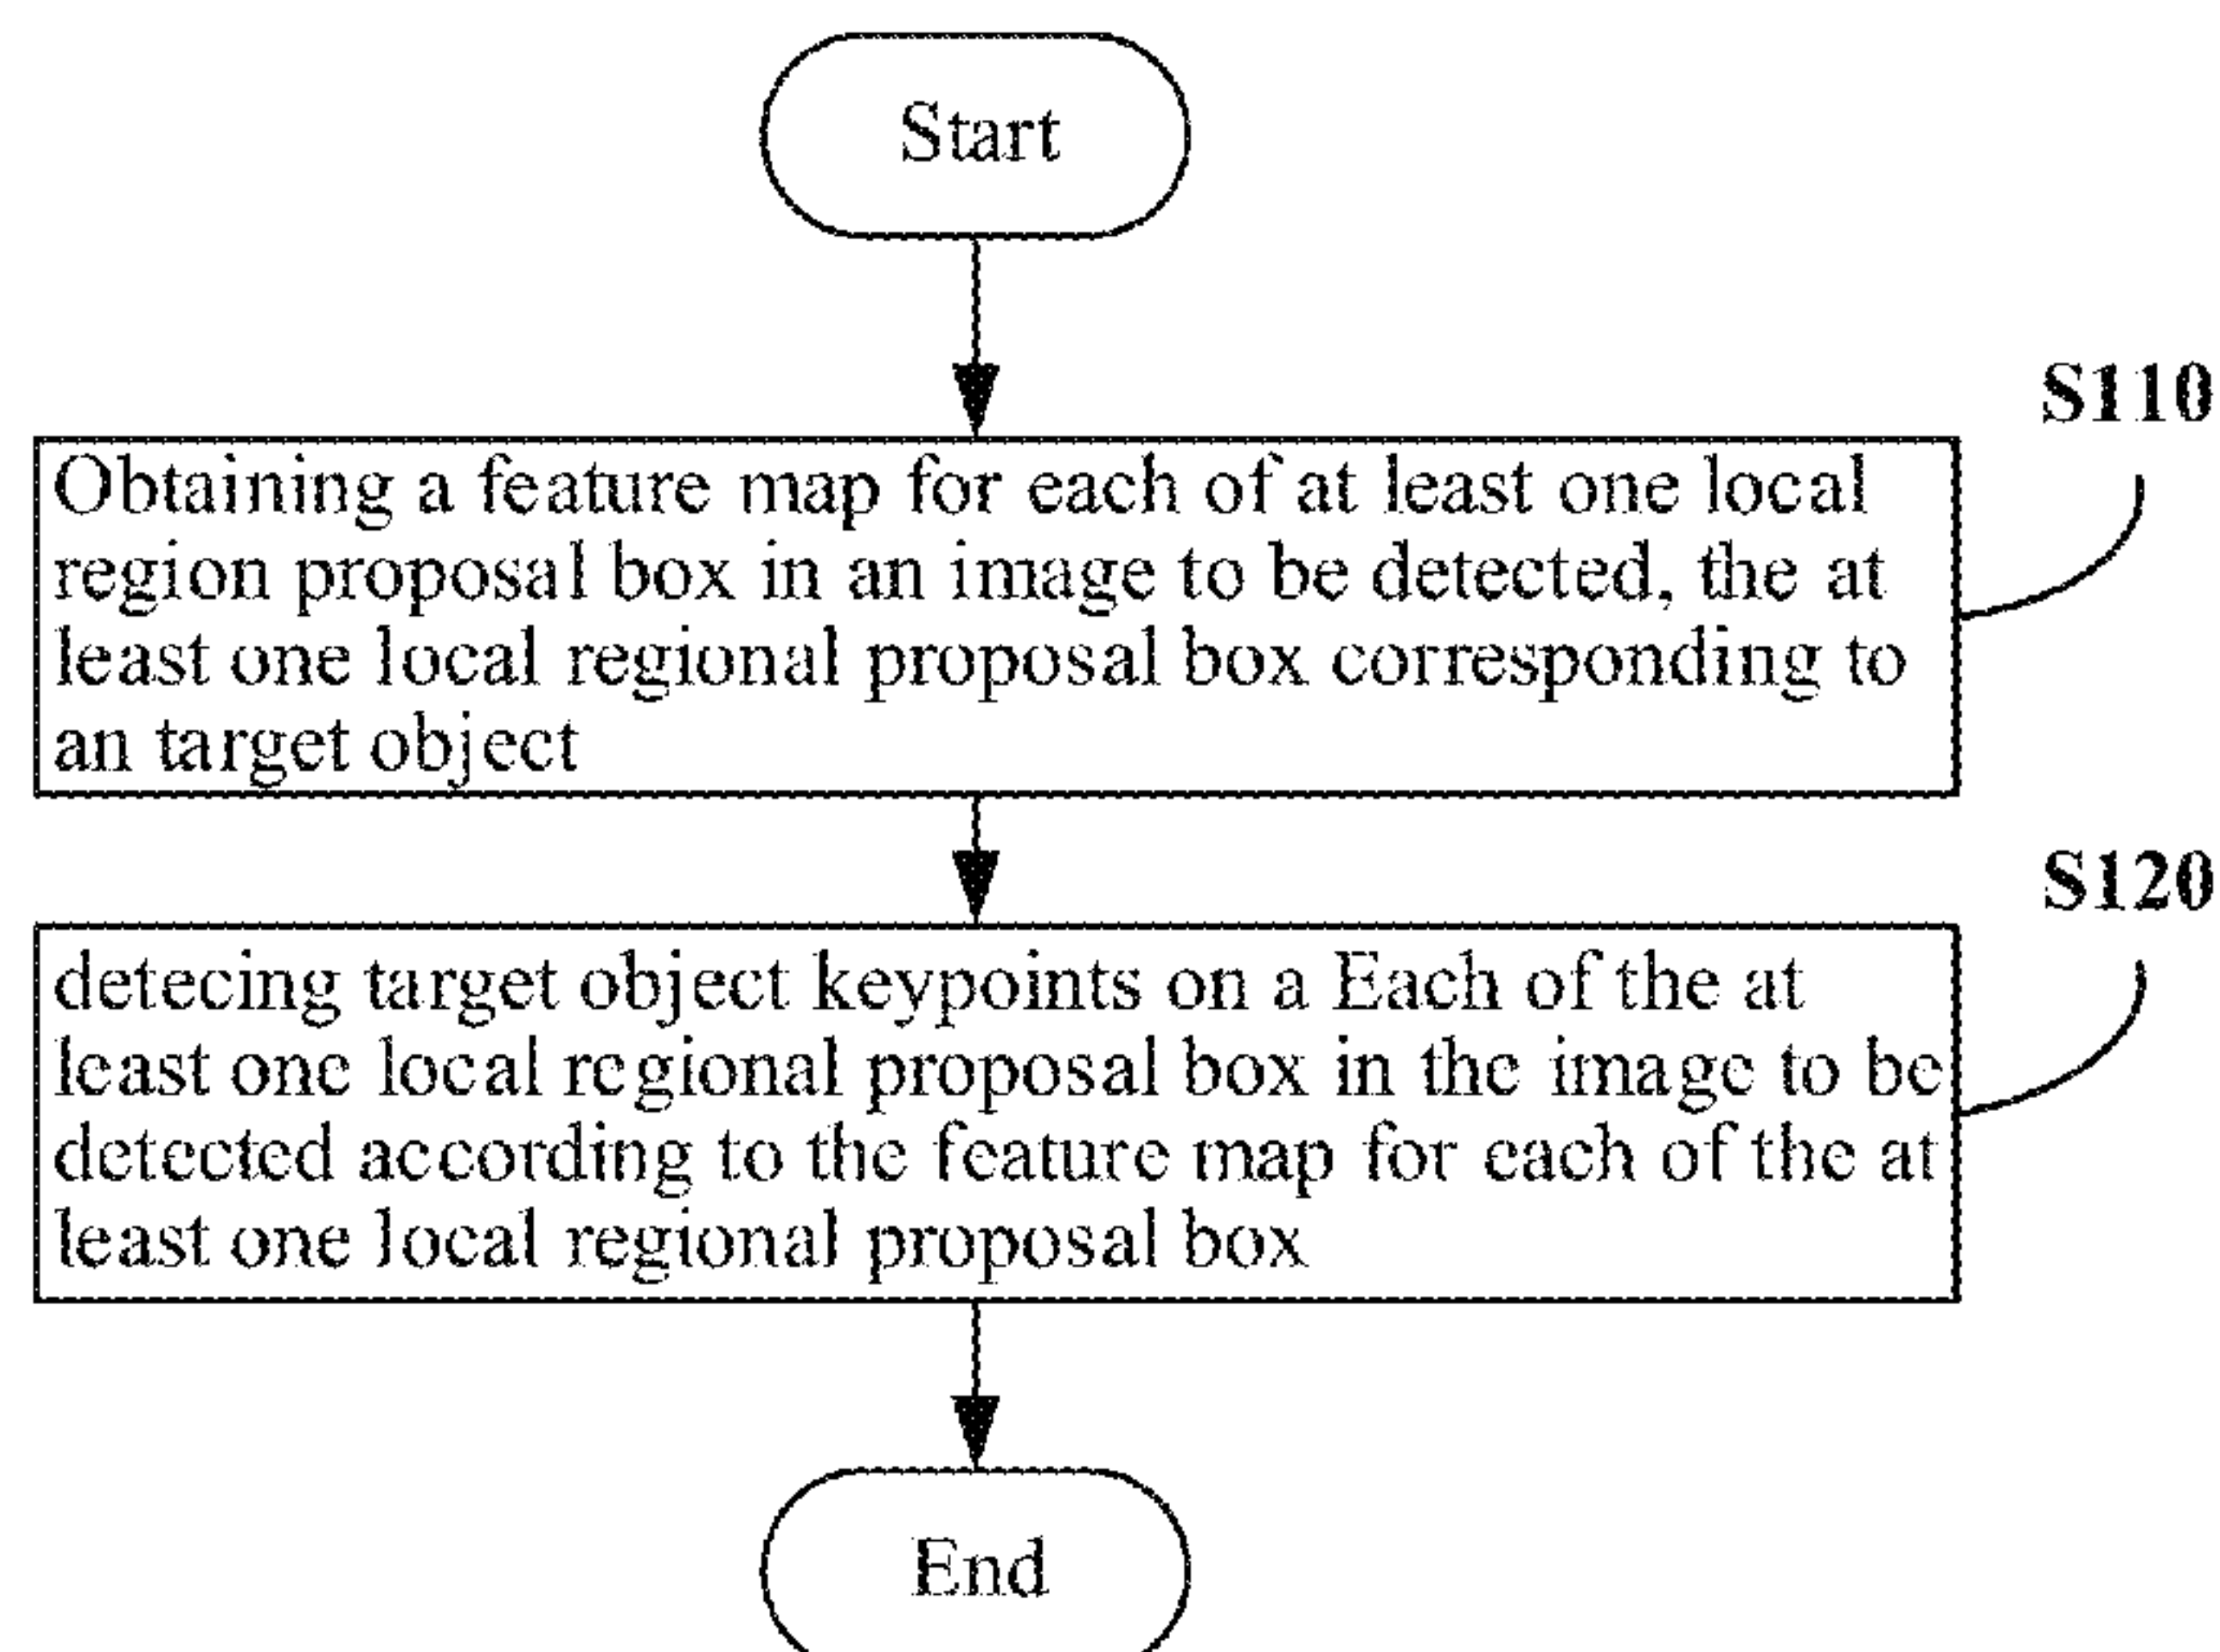 Start
S110
Obtaining a feature map for each of at least one local
region proposal box in an image to be detected, the at
least one local regional proposal box corresponding to
an target object
S120
detecing target object keypoints on a Each of the at
least one local regional proposal box in the image to be
detected according to the feature map for each of the at
least one local regional proposal box
End